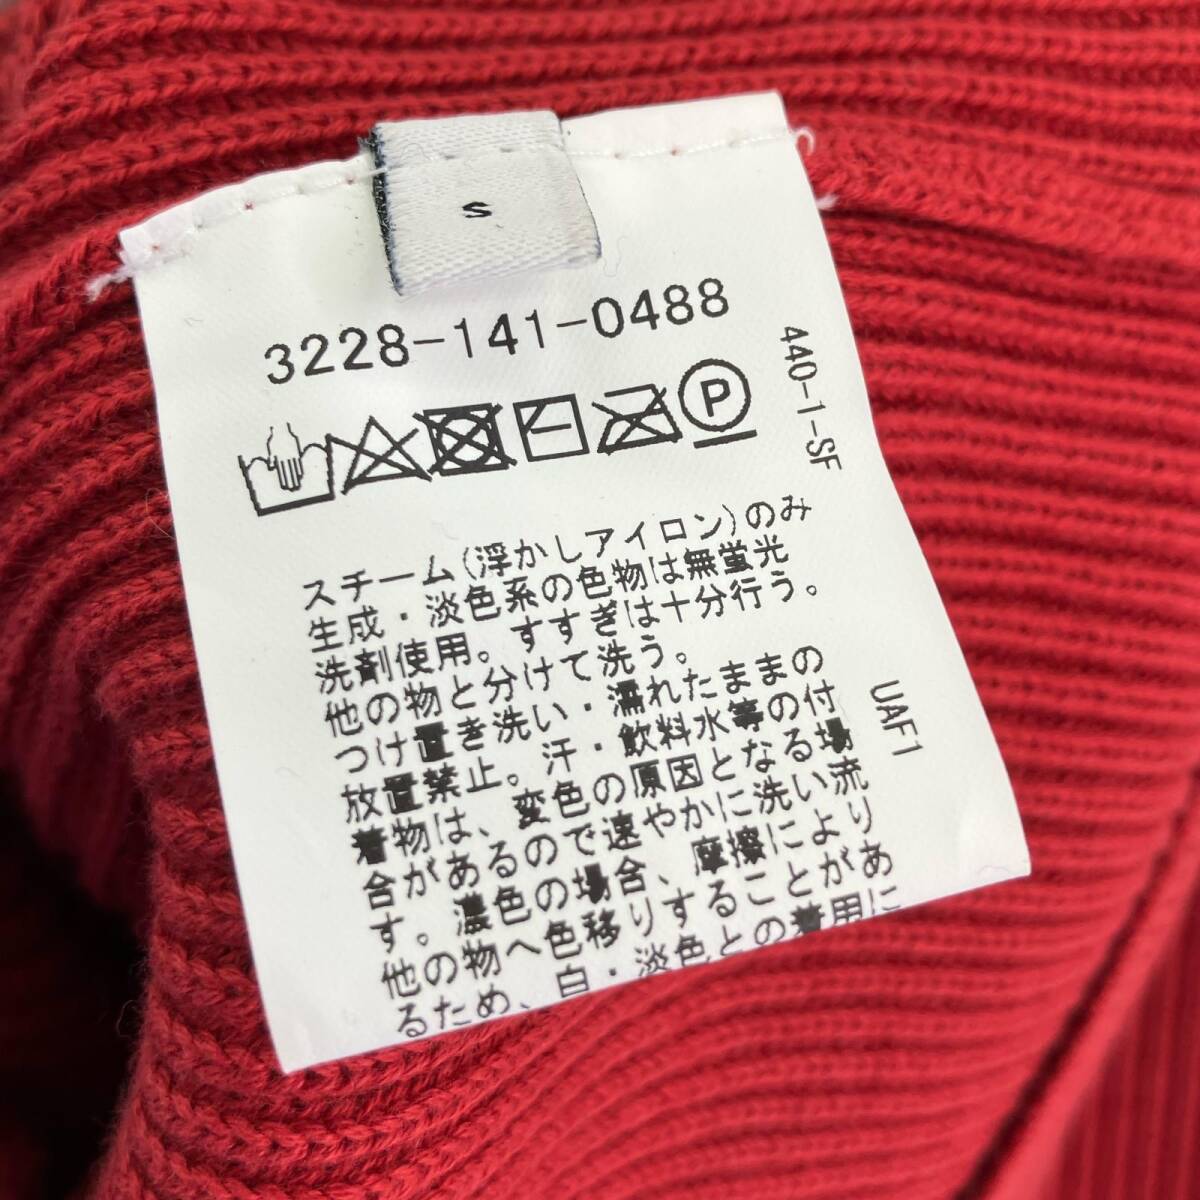 S
3228-141-0488
P
440-1-SF
スチーム(浮かしアイロン)のみ
生成・淡色系の色物は無蛍光
洗剤使用。すすぎは十分行う。
他の物と分けて洗う。
つけ置き洗い・濡れたままの
放置禁止。汗・飲料水等の付
着物は、変色の原因となる場
合があるので速やかに洗い流
す。濃色の場合、摩擦により
他の物へ色移りすることがあ
るため、白・淡色との着用に
UAF1